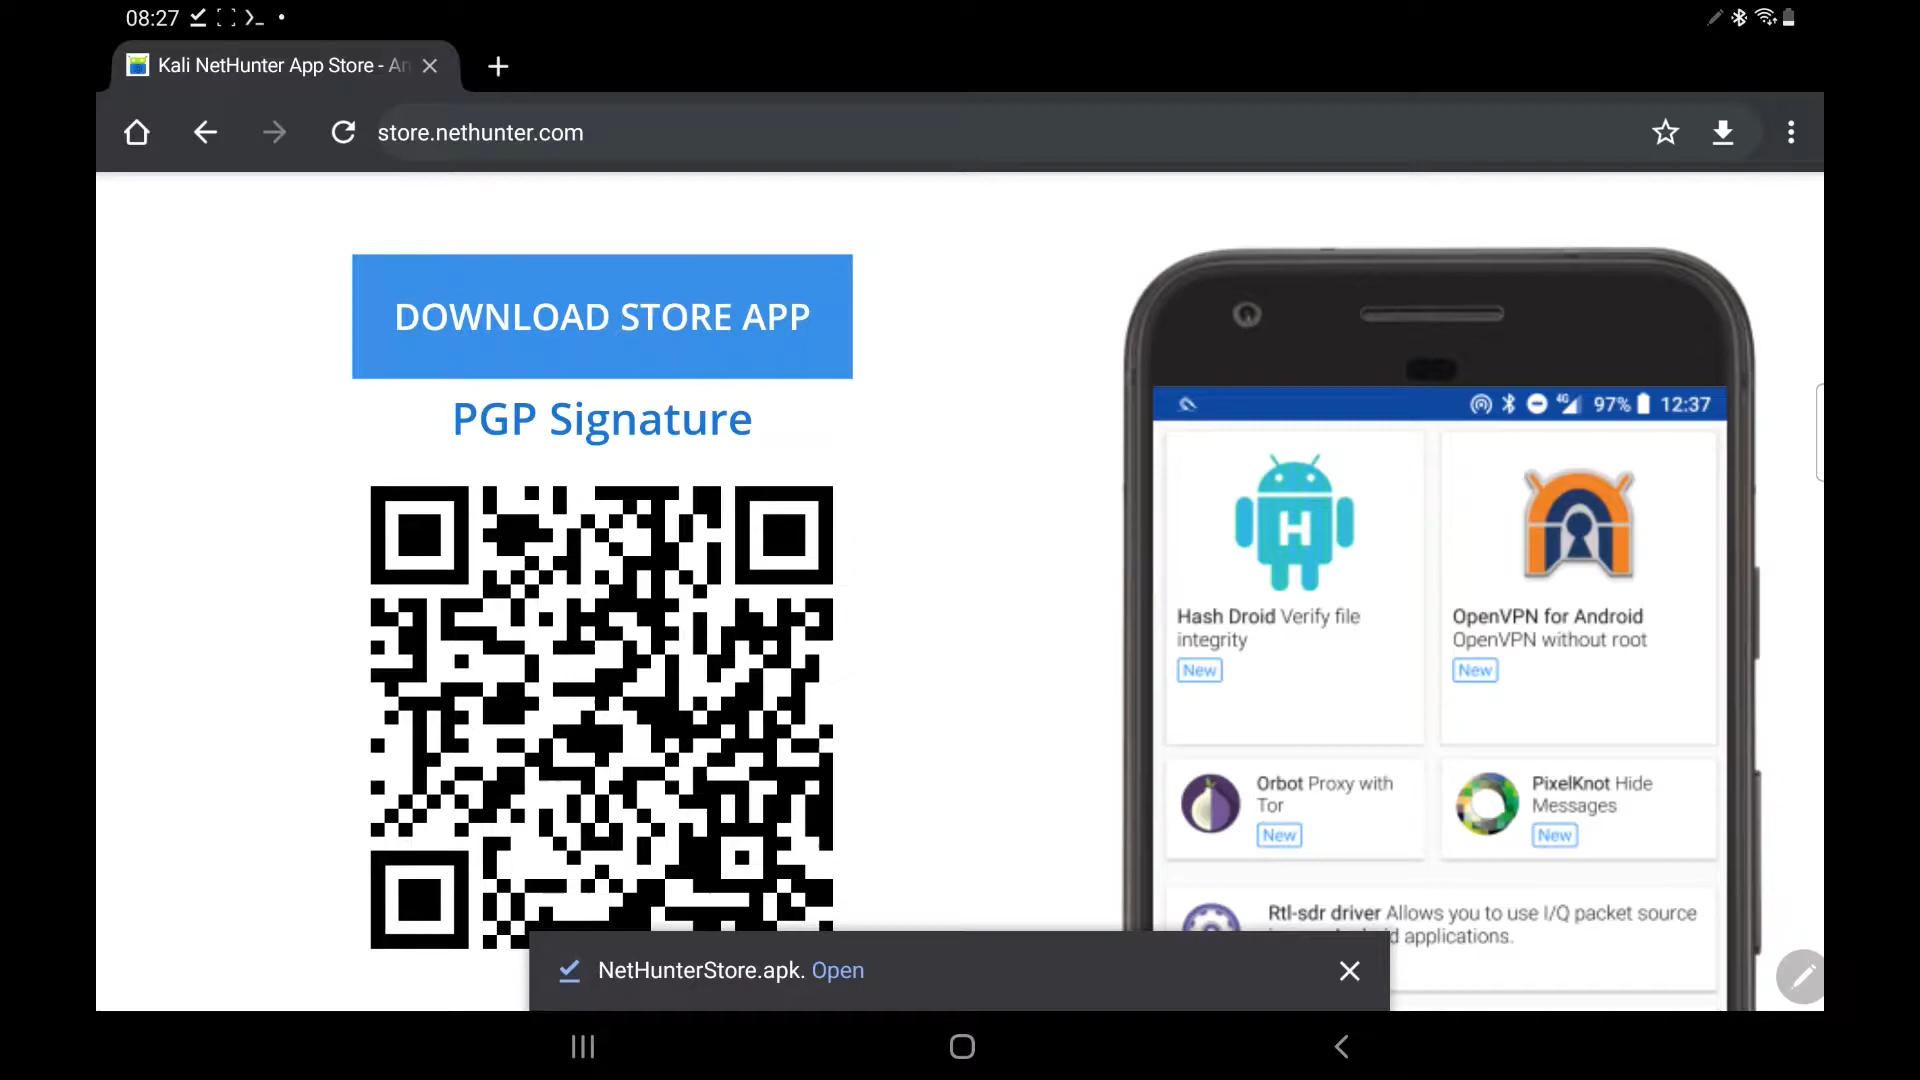 08:27
Kali NetHunter App Store - An
store.nethunter.com
DOWNLOAD STORE APP
PGP Signature
97% 12:37
4G
H
Hash Droid Verify file
integrity
New
OpenVPN for Android
OpenVPN without root
New
Orbot Proxy with
Tor
New
PixelKnot Hide
Messages
New
Rtl-sdr driver Allows you to use I/Q packet source
applications.
NetHunterStore.apk. Open